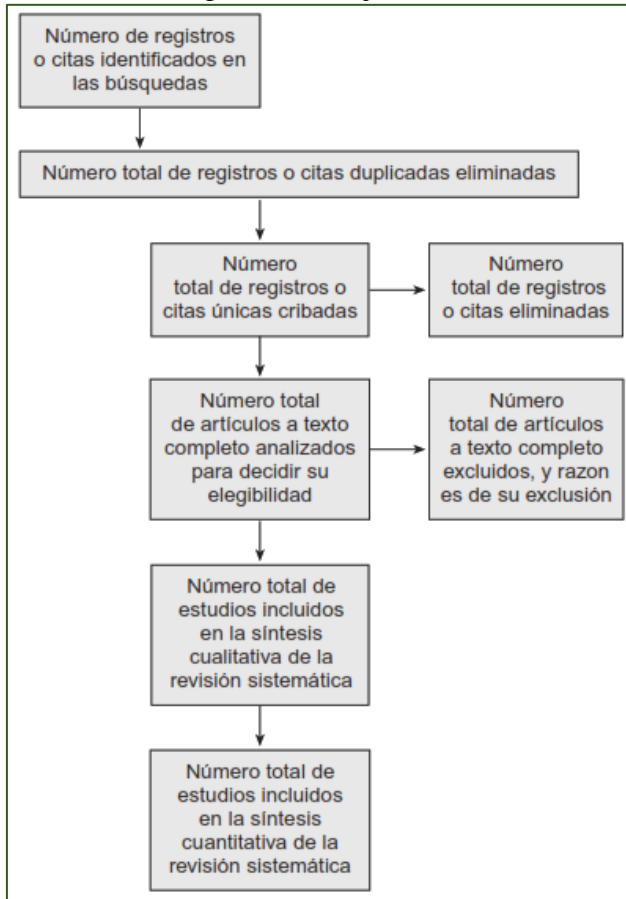 Número de registros
o citas identificados en
las búsquedas
Número total de registros o citas duplicadas eliminadas
Número
total de registros o
citas únicas cribadas
Número
total de registros
o citas eliminadas
Número total
de artículos a texto
completo analizados
para decidir su
elegibilidad
Número
total de artículos
a texto completo
excluidos, y razon
es de su exclusión
Número total de
estudios incluidos
en la síntesis
cualitativa de la
revisión sistemática
Número total de
estudios incluidos
en la síntesis
cuantitativa de la
revisión sistemática